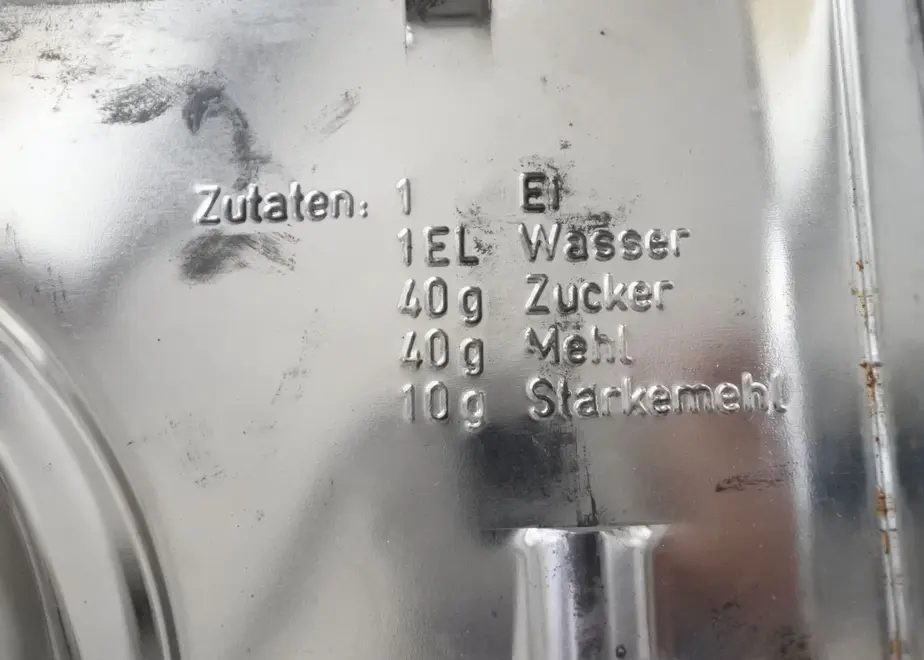 Zutaten: 1 Ei
1 EL Wasser
40 g Zucker
40 g Mehl
10 g Stärkemehl